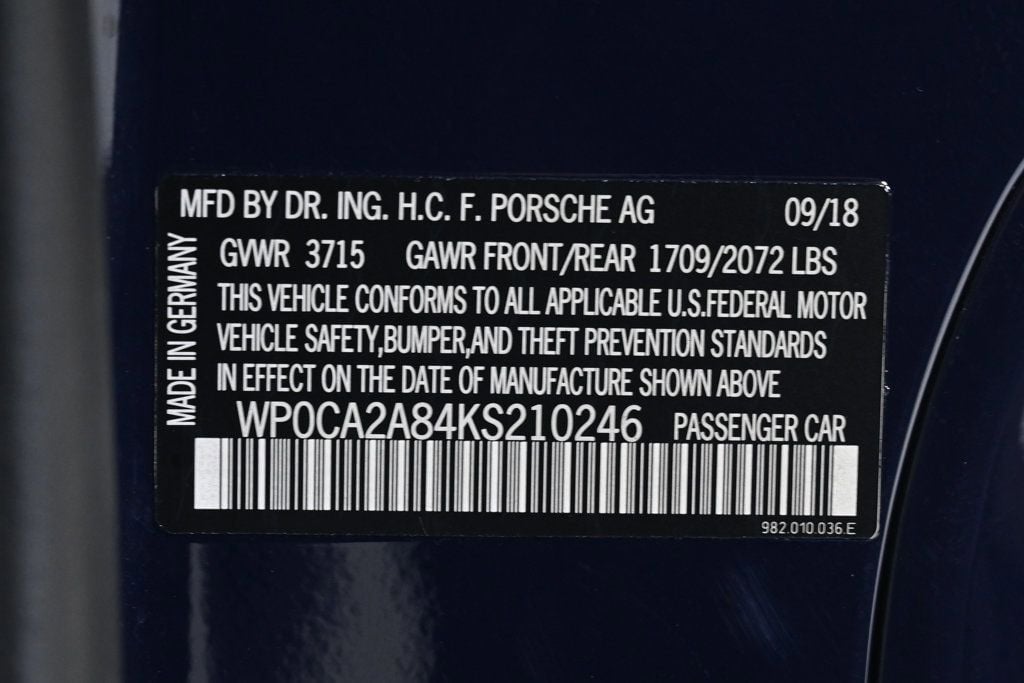 MFD BY DR. ING. H.C. F. PORSCHE AG 09/18
GVWR 3715 GAWR FRONT/REAR 1709/2072 LBS
THIS VEHICLE CONFORMS TO ALL APPLICABLE U.S.FEDERAL MOTOR
VEHICLE SAFETY,BUMPER,AND THEFT PREVENTION STANDARDS
IN EFFECT ON THE DATE OF MANUFACTURE SHOWN ABOVE
WP0CA2A84KS210246 PASSENGER CAR
982.010.036.E
MADE IN GERMANY